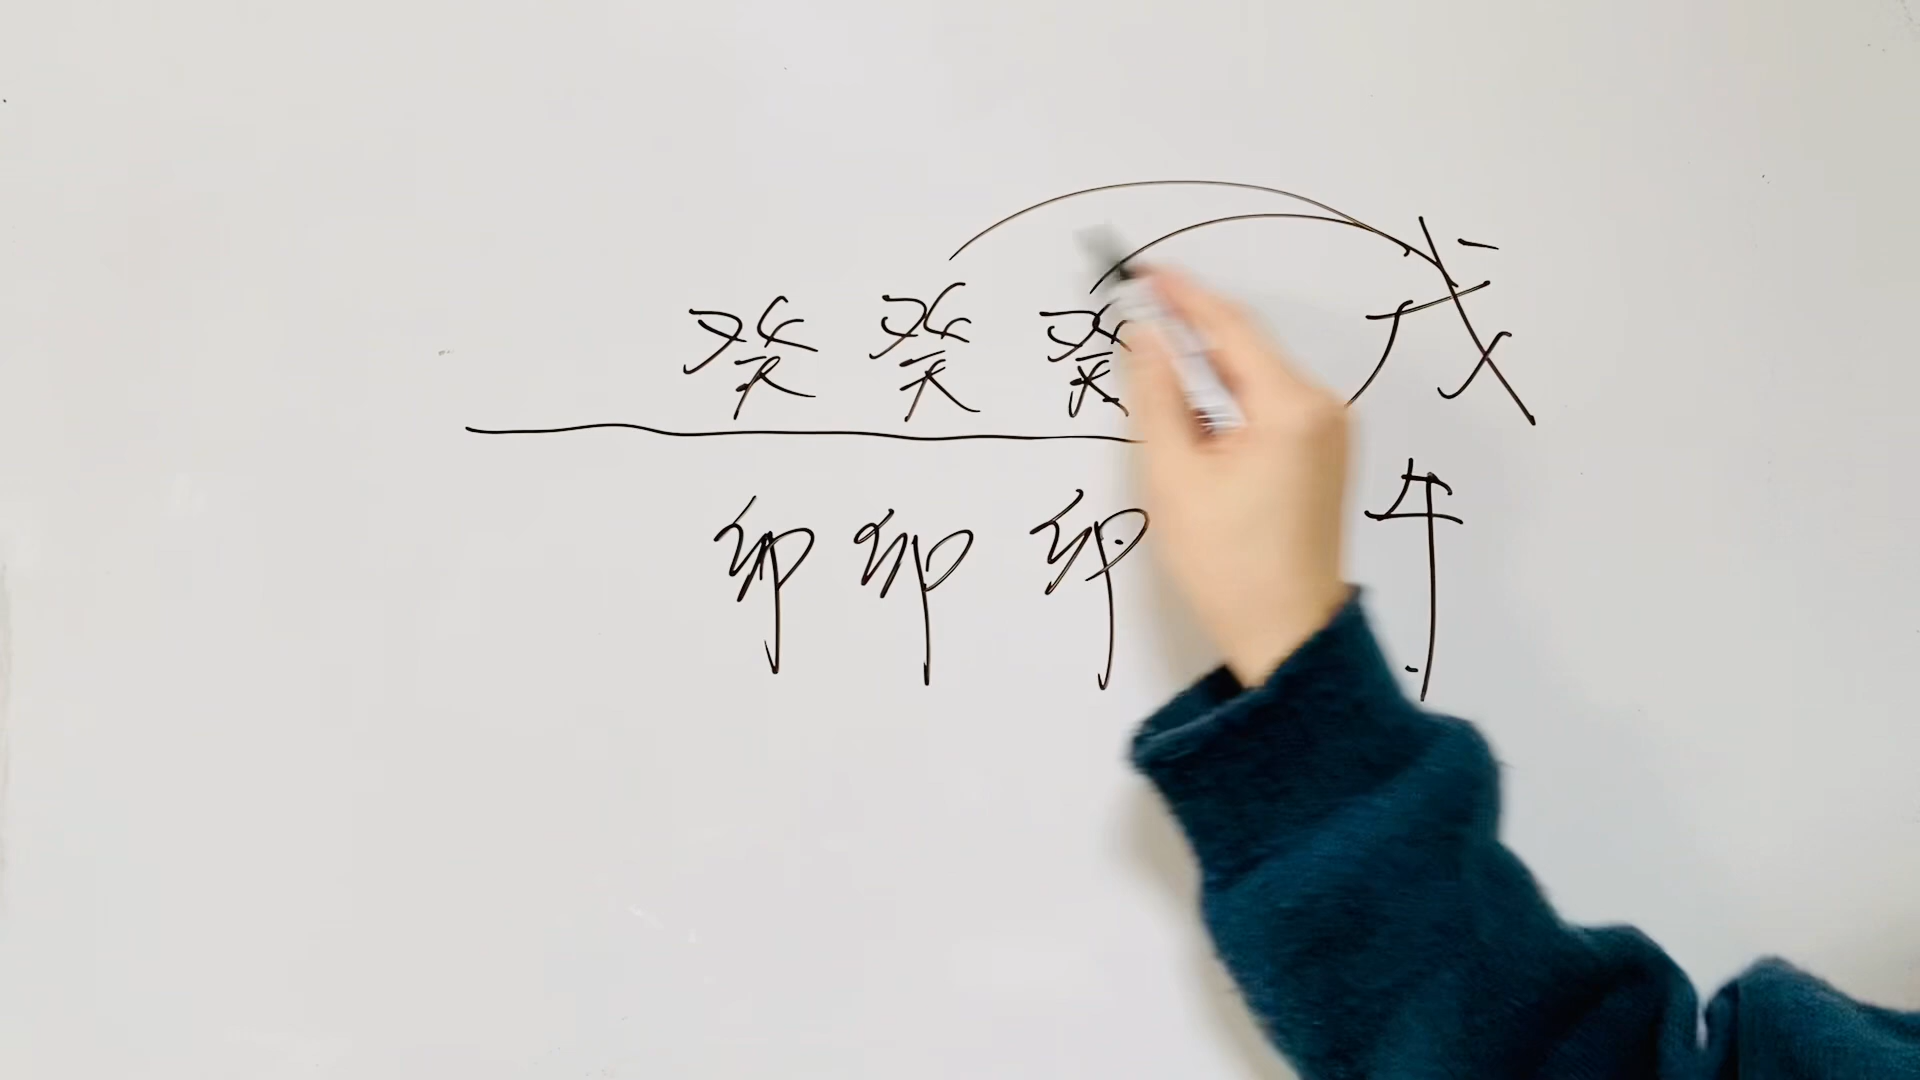 癸 癸 癸 戊
卯 卯 卯 午